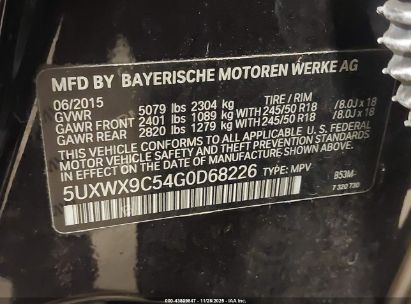 MFD BY BAYERISCHE MOTOREN WERKE AG
06/2015 TIRE / RIM
GVWR 5079 lbs 2304 kg
GAWR FRONT 2401 lbs 1089 kg WITH 245/50 R18 /8.0J x 18
GAWR REAR 2820 lbs 1279 kg WITH 245/50 R18 /8.0J x 18
THIS VEHICLE CONFORMS TO ALL APPLICABLE U.S. FEDERAL
MOTOR VEHICLE SAFETY, BUMPER, AND THEFT PREVENTION
STANDARDS IN EFFECT ON THE DATE OF MANUFACTURE SHOWN ABOVE.
5UXWX9C54G0D68226 TYPE: MPV
B53M-
7 320 730